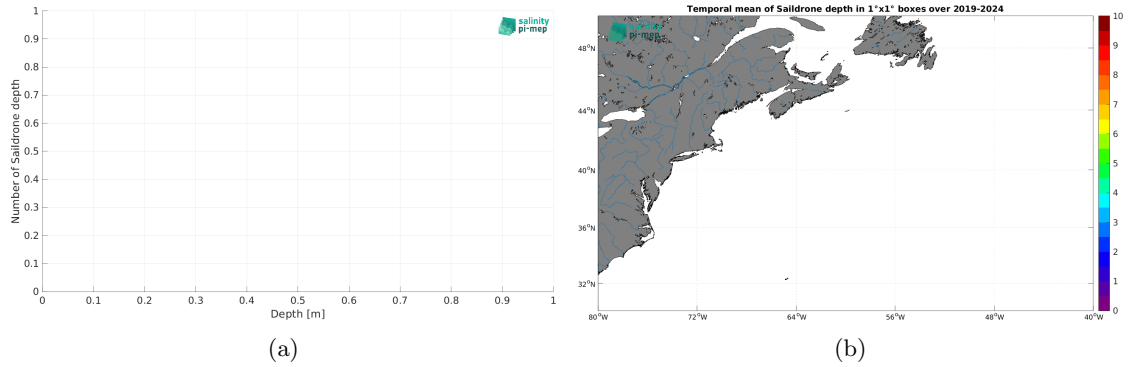 1
0.9
0.8
0.7
0.6
0.5
0.4
0.3
0.2
0.1
0
Number of Saildrone depth
0 0.1 0.2 0.3 0.4 0.5 0.6 0.7 0.8 0.9 1
Depth [m]
salinity
pi-mep
(a)
Temporal mean of Saildrone depth in 1°x1° boxes over 2019-2024
salinity
pi-mep
48°N
44°N
40°N
36°N
32°N
80°W 72°W 64°W 56°W 48°W 40°W
10
9
8
7
6
5
4
3
2
1
0
(b)